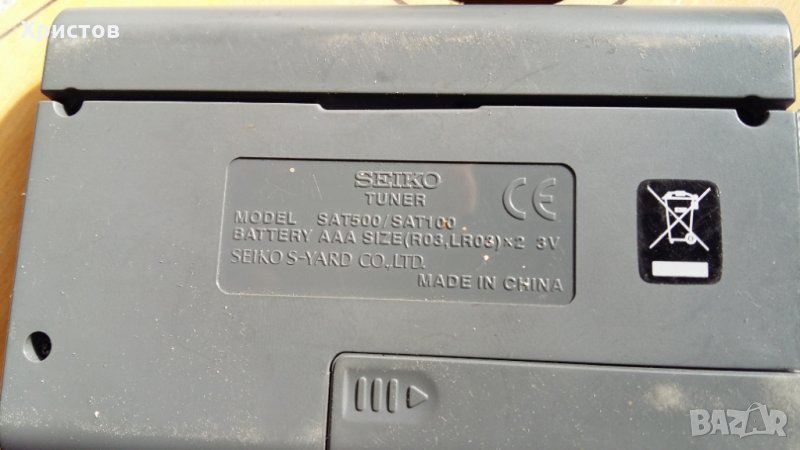 Христов
SEIKO
TUNER
CE
MODEL SAT500/SAT100
BATTERY AAA SIZE(R03,LR03)×2 3V
SEIKO S-YARD CO.,LTD.
MADE IN CHINA
BAZAR